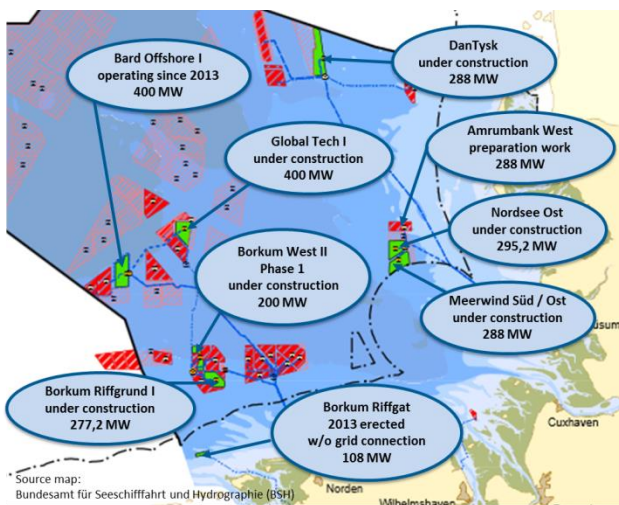 Bard Offshore I
operating since 2013
400 MW
DanTysk
under construction
288 MW
Global Tech I
under construction
400 MW
Amrumbank West
preparation work
288 MW
Nordsee Ost
under construction
295,2 MW
Borkum West II
Phase 1
under construction
200 MW
Meerwind Süd / Ost
under construction
288 MW
usum
Borkum Riffgrund I
under construction
277,2 MW
Borkum Riffgat
2013 erected
w/o grid connection
108 MW
Cuxhaven
Source map:
Bundesamt für Seeschifffahrt und Hydrographie (BSH)
Norden
Wilhelmshaven